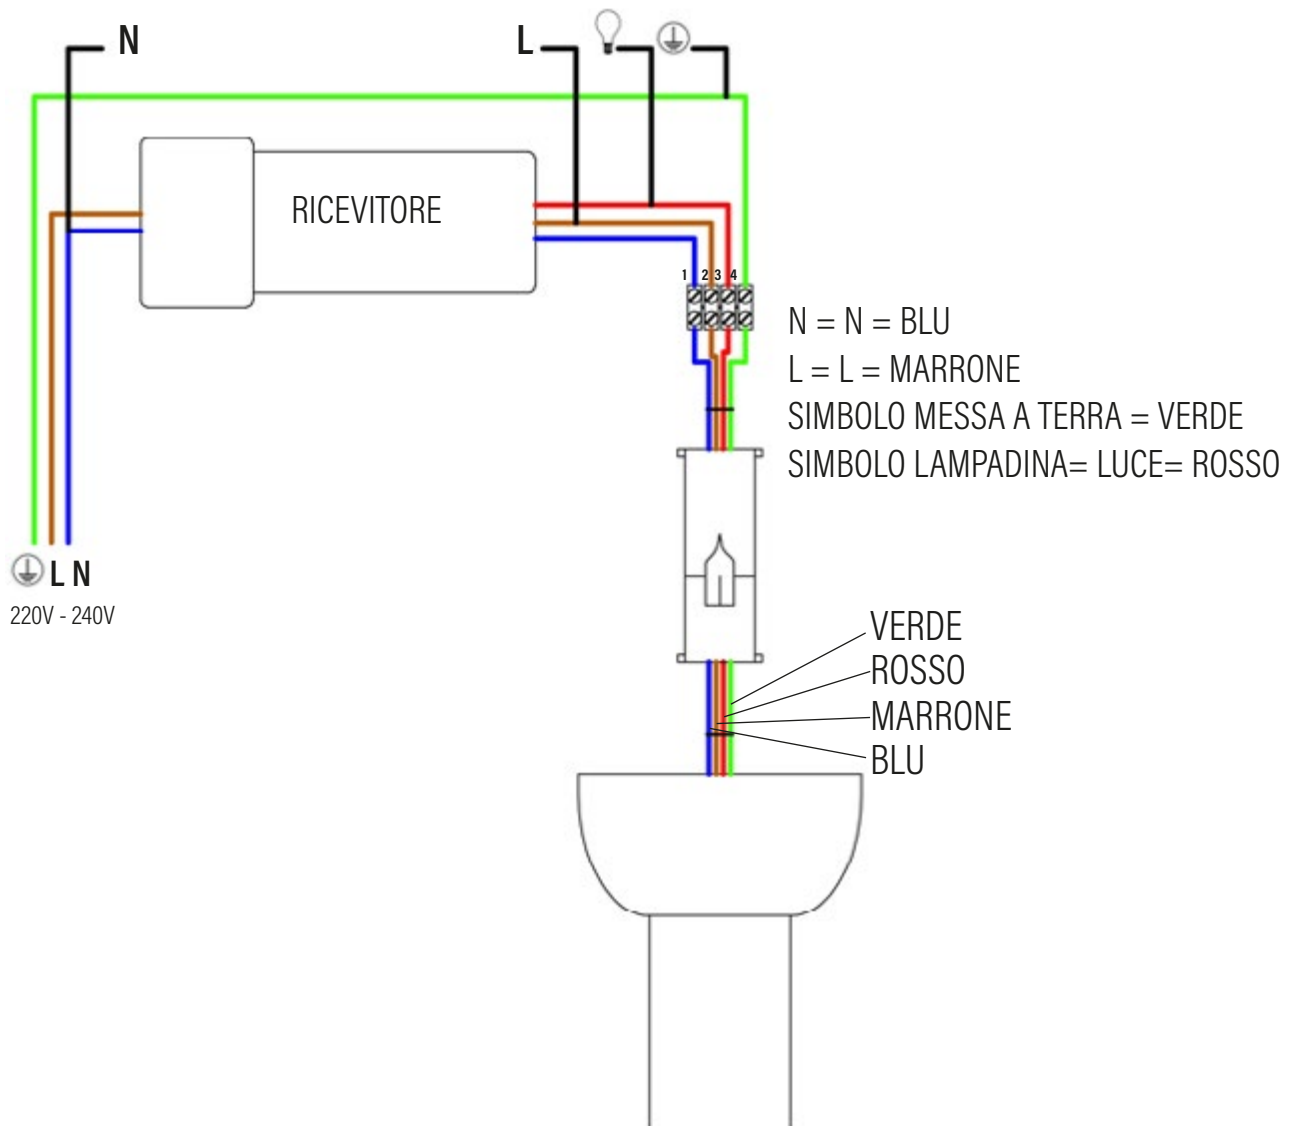 N
L
RICEVITORE
1 2 3 4
N = N = BLU
L = L = MARRONE
SIMBOLO MESSA A TERRA = VERDE
SIMBOLO LAMPADINA= LUCE= ROSSO
L N
220V - 240V
VERDE
ROSSO
MARRONE
BLU